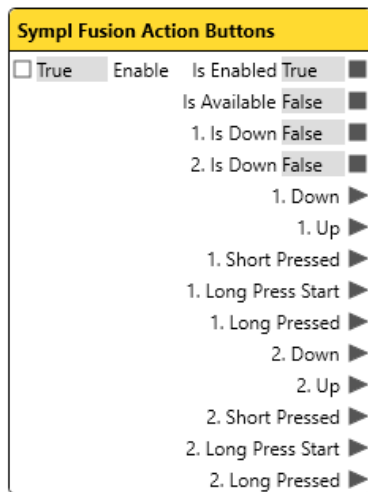 Sympl Fusion Action Buttons
True Enable Is Enabled True
Is Available False
1. Is Down False
2. Is Down False
1. Down
1. Up
1. Short Pressed
1. Long Press Start
1. Long Pressed
2. Down
2. Up
2. Short Pressed
2. Long Press Start
2. Long Pressed